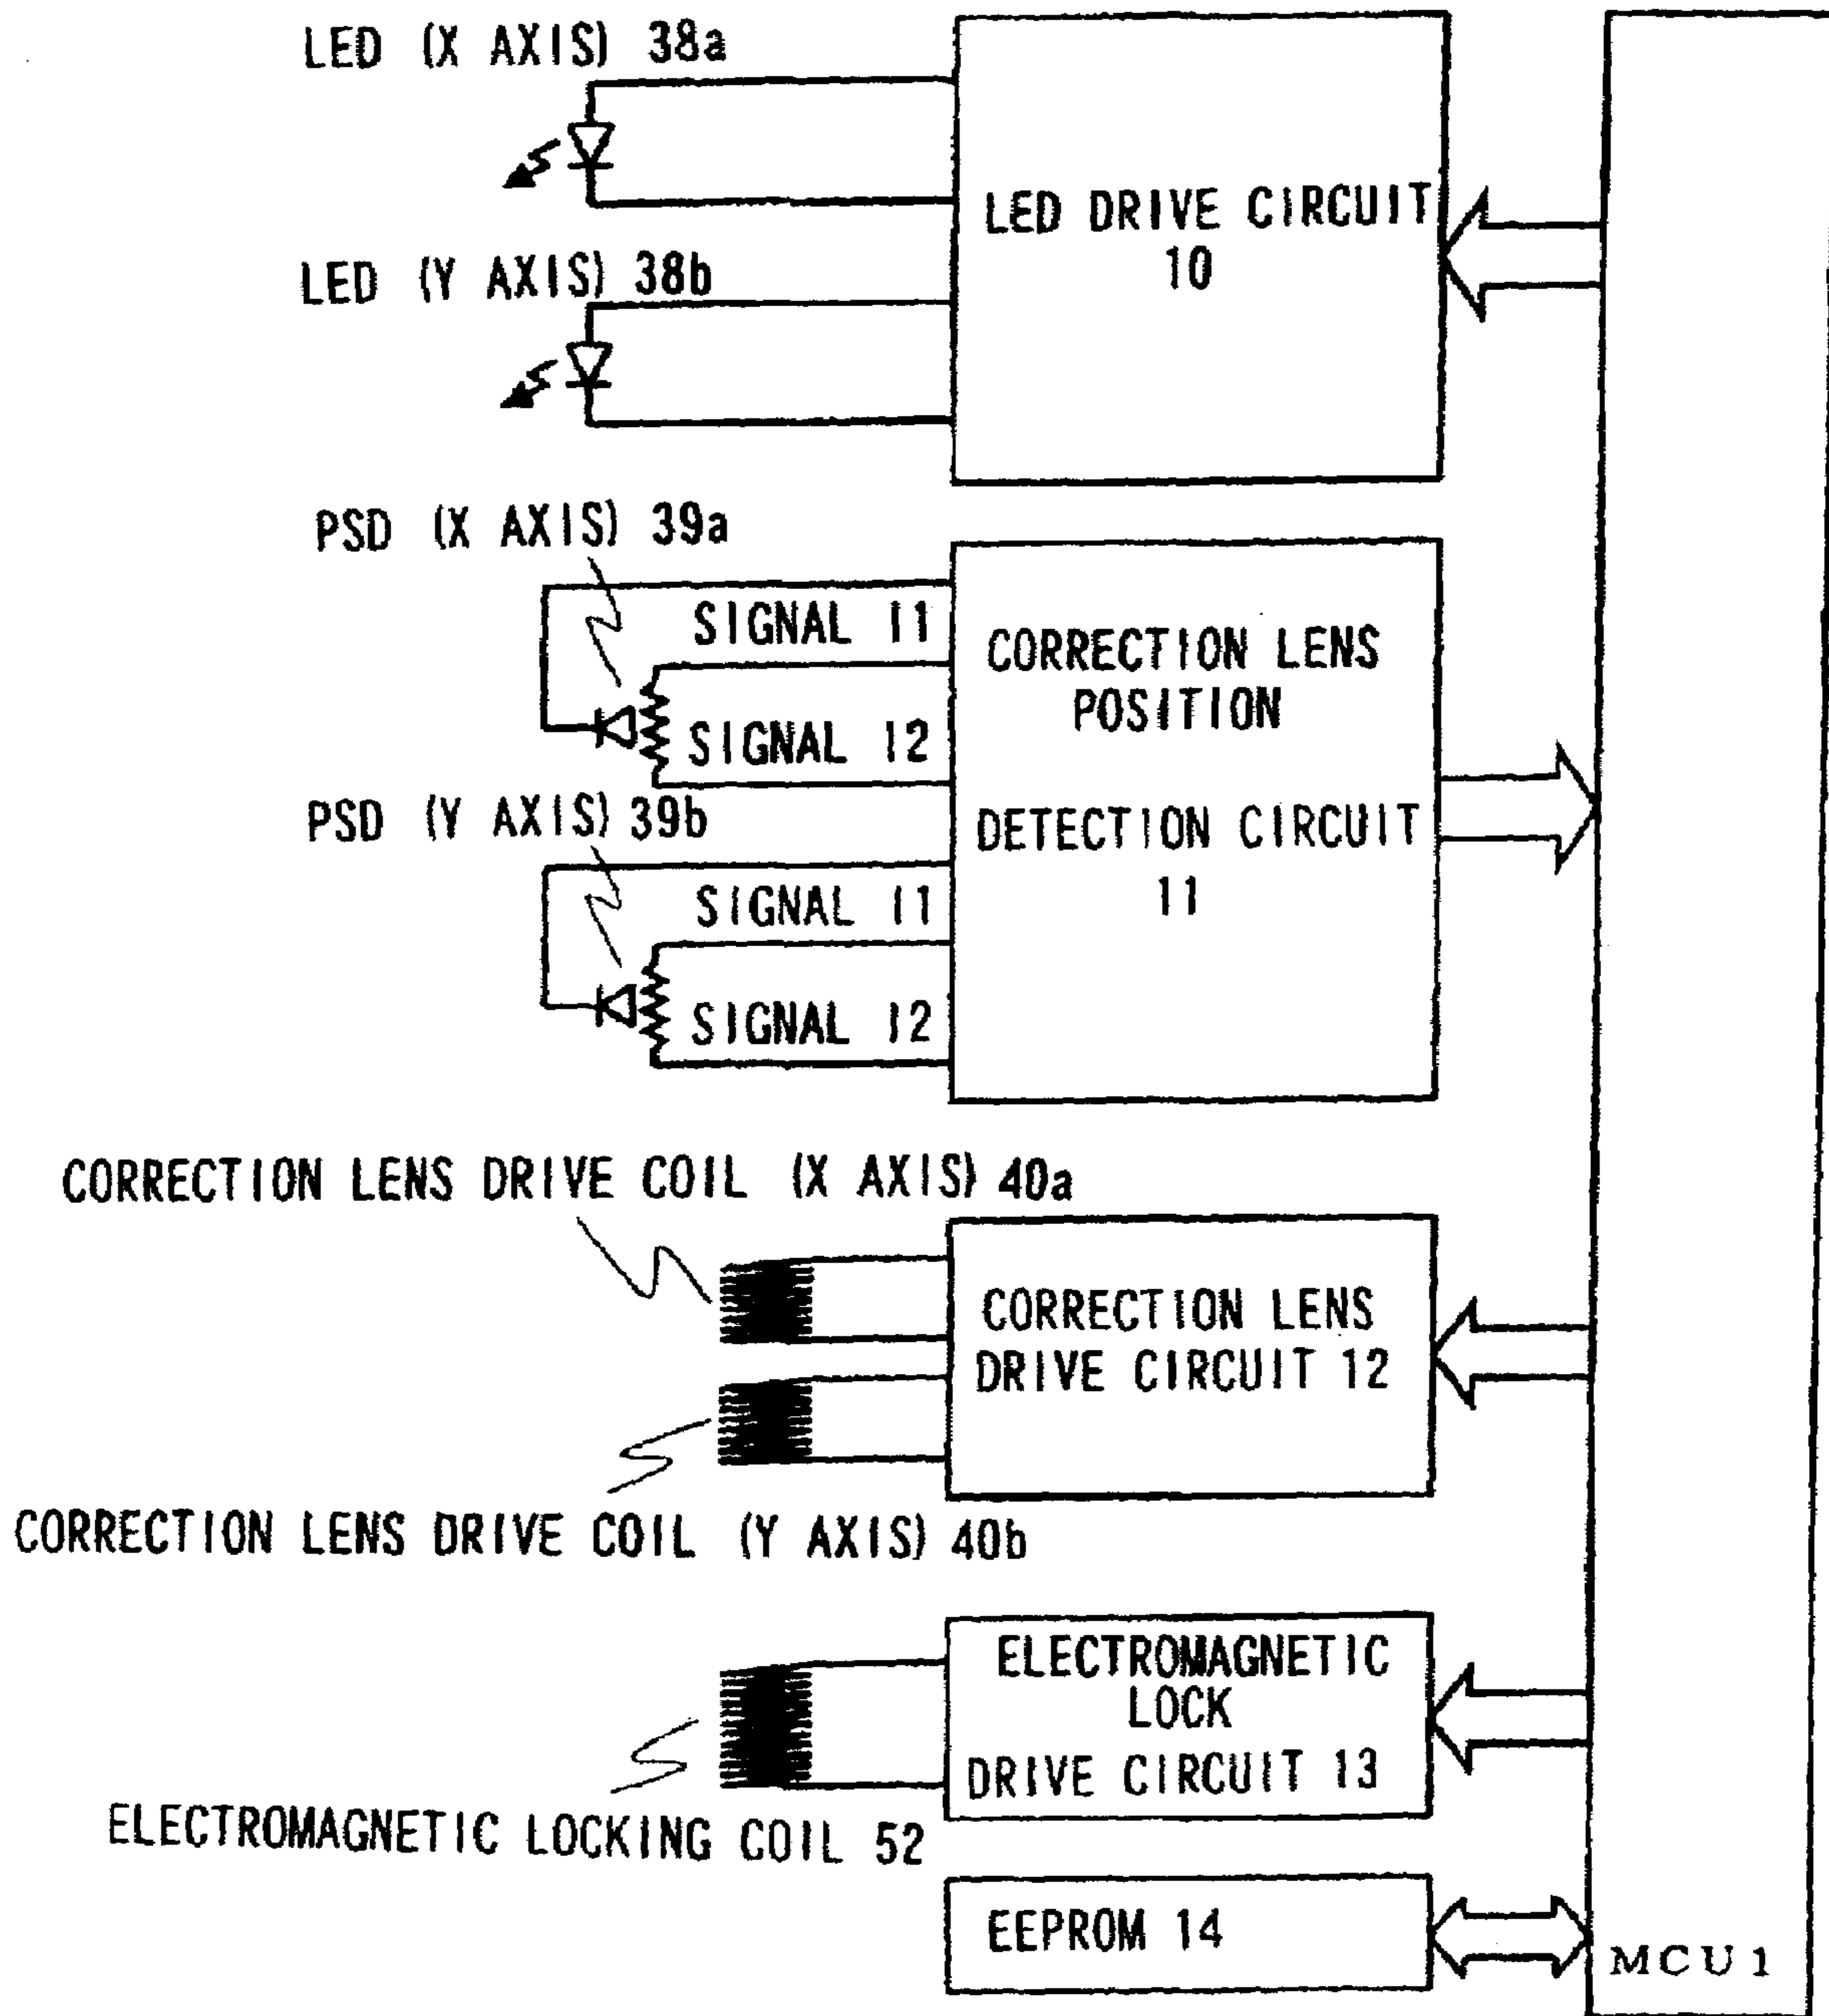 LED (X AXIS) 38a
LED DRIVE CIRCUIT
10
LED (Y AXIS) 38b
PSD (X AXIS) 39a
SIGNAL I1
SIGNAL I2
CORRECTION LENS
POSITION
DETECTION CIRCUIT
11
PSD (Y AXIS) 39b
SIGNAL I1
SIGNAL I2
CORRECTION LENS DRIVE COIL (X AXIS) 40a
CORRECTION LENS
DRIVE CIRCUIT 12
CORRECTION LENS DRIVE COIL (Y AXIS) 40b
ELECTROMAGNETIC
LOCK
DRIVE CIRCUIT 13
ELECTROMAGNETIC LOCKING COIL 52
EEPROM 14
MCU1